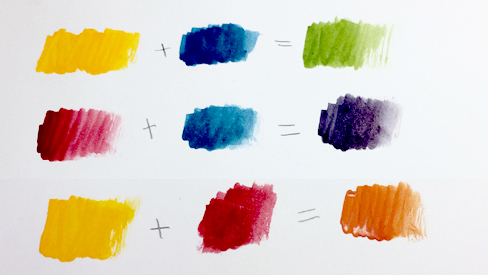 + =
+ =
+ =